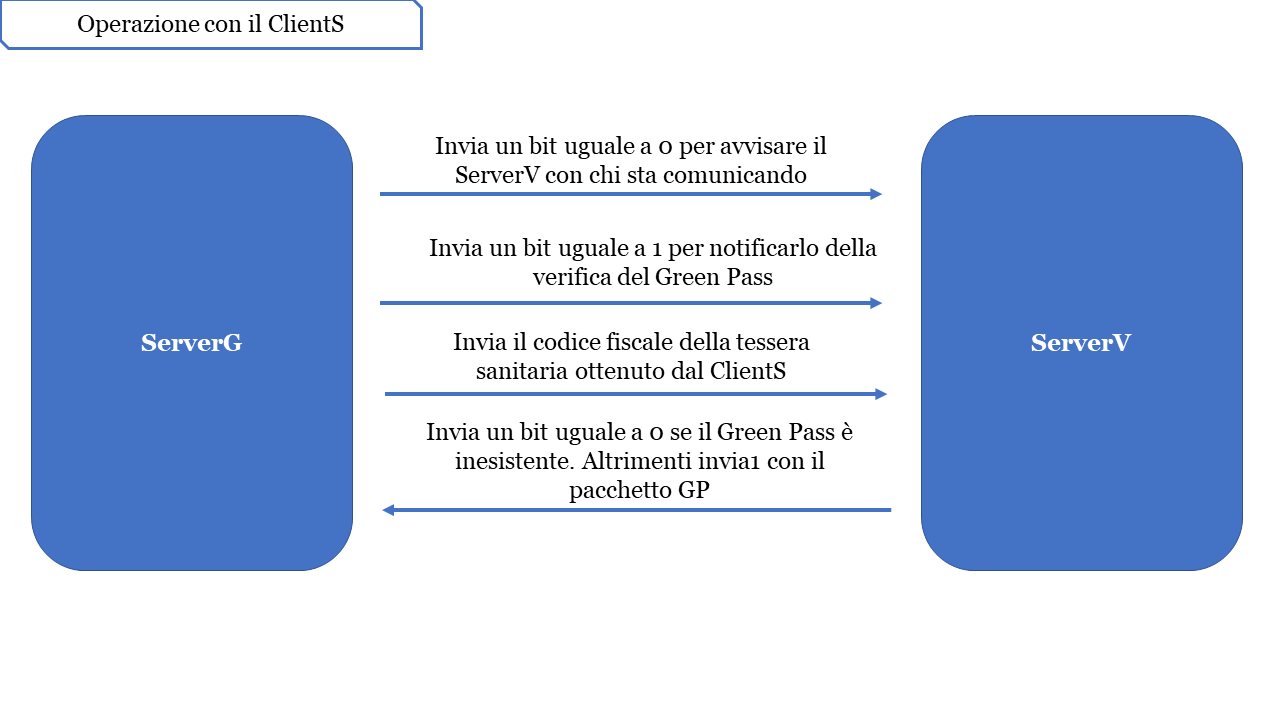 Operazione con il ClientS
Invia un bit uguale a 0 per avvisare il
ServerV con chi sta comunicando
Invia un bit uguale a 1 per notificarlo della
verifica del Green Pass
ServerG
ServerV
Invia il codice fiscale della tessera
sanitaria ottenuto dal ClientS
Invia un bit uguale a 0 se il Green Pass è
inesistente. Altrimenti invia1 con il
pacchetto GP